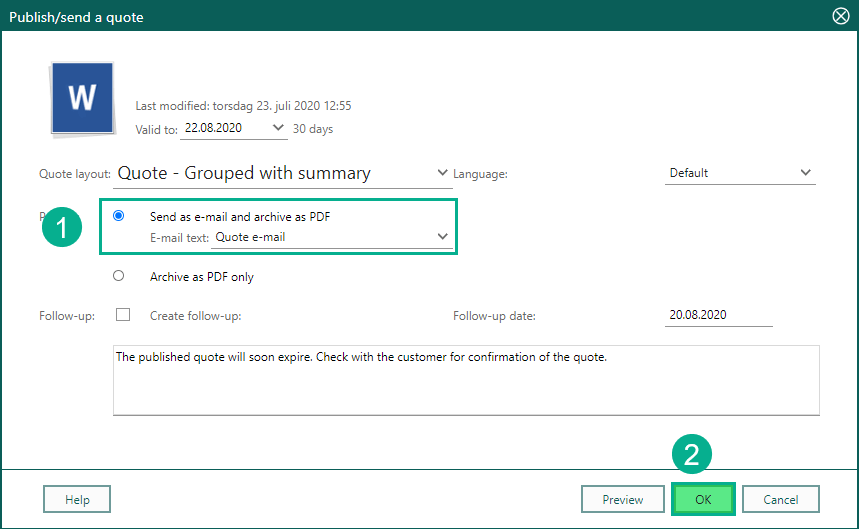 Publish/send a quote
W
Last modified: torsdag 23. juli 2020 12:55
Valid to: 22.08.2020 30 days
Quote layout: Quote - Grouped with summary Language: Default
1 Send as e-mail and archive as PDF
E-mail text: Quote e-mail
Archive as PDF only
Follow-up: Create follow-up: Follow-up date: 20.08.2020
The published quote will soon expire. Check with the customer for confirmation of the quote.
2
Help Preview OK Cancel